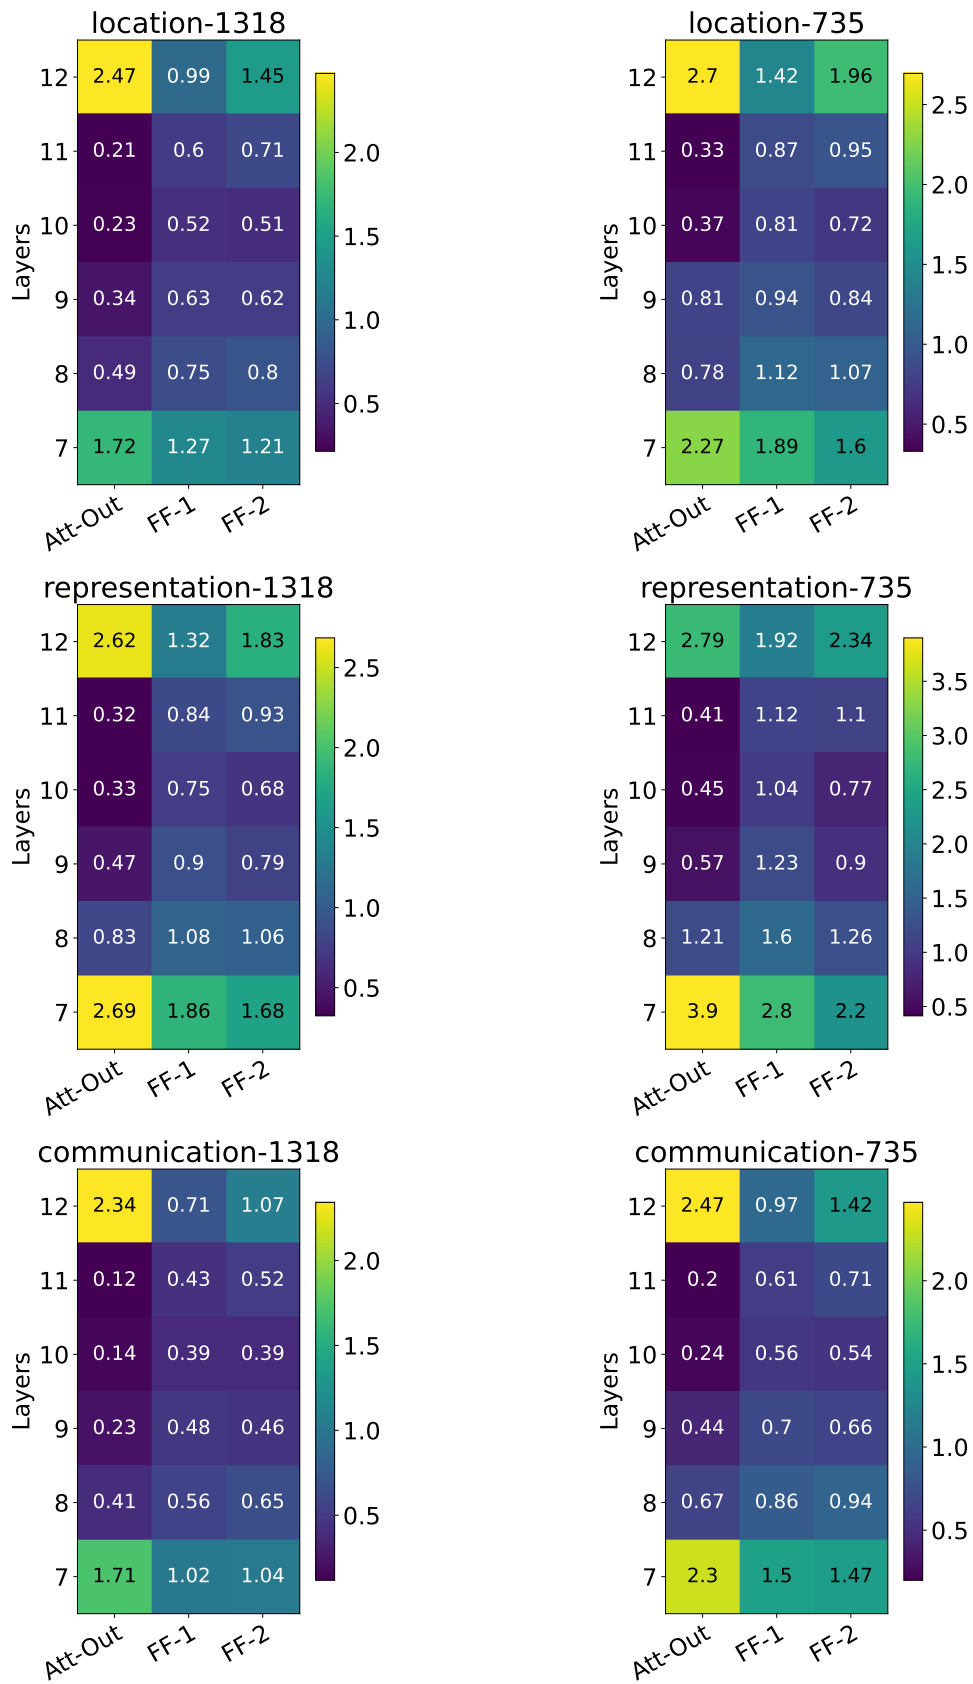 location-1318
12 2.47 0.99 1.45
11 0.21 0.6 0.71
10 0.23 0.52 0.51
9 0.34 0.63 0.62
8 0.49 0.75 0.8
7 1.72 1.27 1.21
Layers
Att-Out FF-1 FF-2
2.0
1.5
1.0
0.5
location-735
12 2.7 1.42 1.96
11 0.33 0.87 0.95
10 0.37 0.81 0.72
9 0.81 0.94 0.84
8 0.78 1.12 1.07
7 2.27 1.89 1.6
Layers
Att-Out FF-1 FF-2
2.5
2.0
1.5
1.0
0.5
representation-1318
12 2.62 1.32 1.83
11 0.32 0.84 0.93
10 0.33 0.75 0.68
9 0.47 0.9 0.79
8 0.83 1.08 1.06
7 2.69 1.86 1.68
Layers
Att-Out FF-1 FF-2
2.5
2.0
1.5
1.0
0.5
representation-735
12 2.79 1.92 2.34
11 0.41 1.12 1.1
10 0.45 1.04 0.77
9 0.57 1.23 0.9
8 1.21 1.6 1.26
7 3.9 2.8 2.2
Layers
Att-Out FF-1 FF-2
3.5
3.0
2.5
2.0
1.5
1.0
0.5
communication-1318
12 2.34 0.71 1.07
11 0.12 0.43 0.52
10 0.14 0.39 0.39
9 0.23 0.48 0.46
8 0.41 0.56 0.65
7 1.71 1.02 1.04
Layers
Att-Out FF-1 FF-2
2.0
1.5
1.0
0.5
communication-735
12 2.47 0.97 1.42
11 0.2 0.61 0.71
10 0.24 0.56 0.54
9 0.44 0.7 0.66
8 0.67 0.86 0.94
7 2.3 1.5 1.47
Layers
Att-Out FF-1 FF-2
2.0
1.5
1.0
0.5